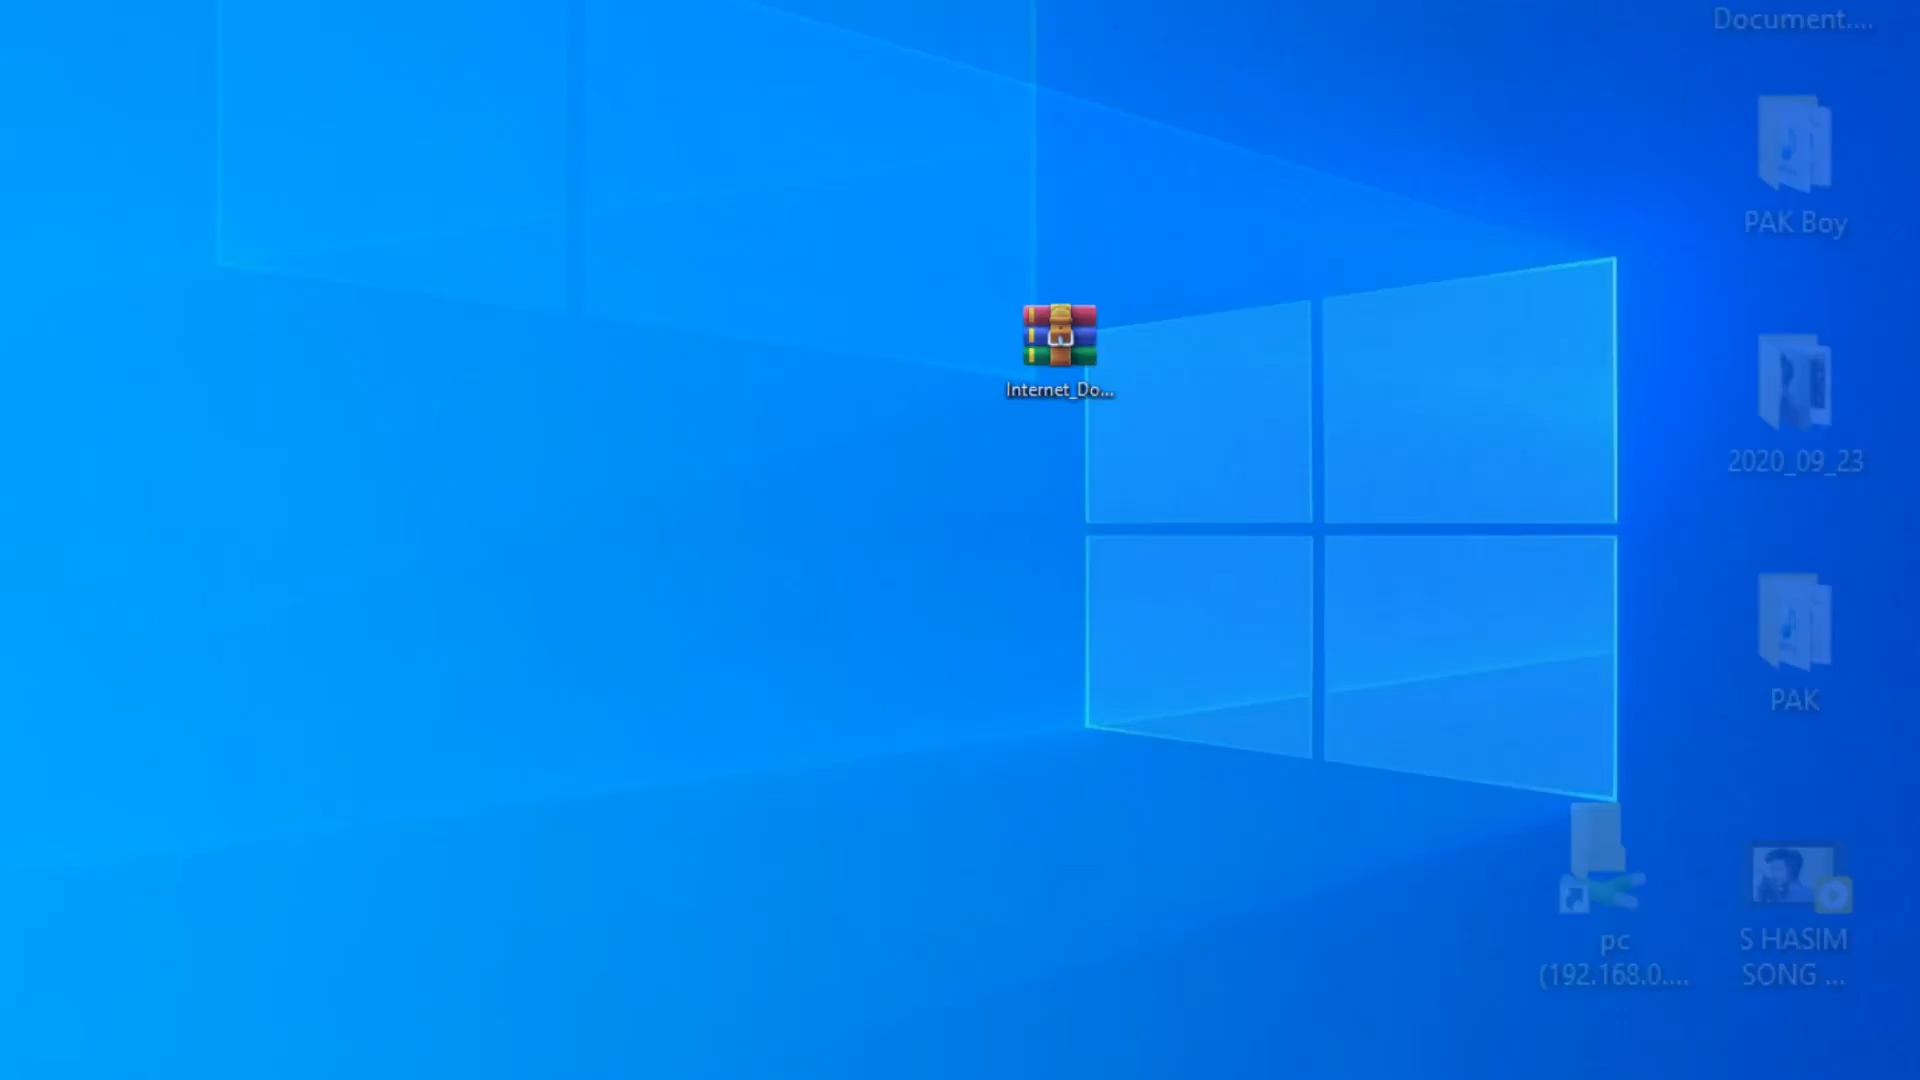 Document....
PAK Boy
Internet_Do...
2020_09_23
PAK
pc
(192.168.0....
S HASIM
SONG ...